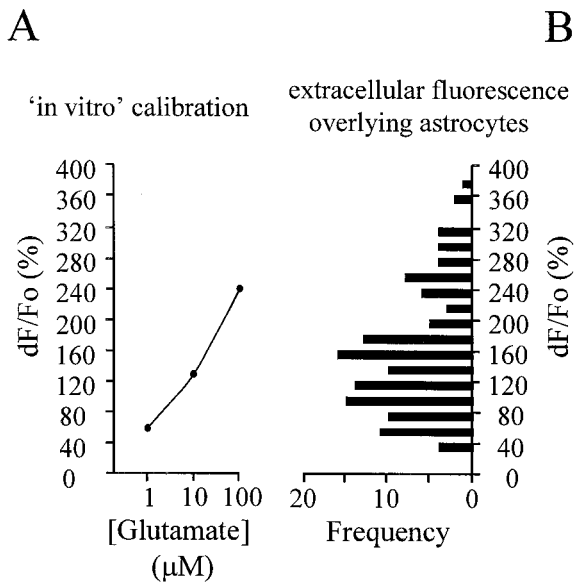 A
B
‘in vitro’ calibration
extracellular fluorescence
overlying astrocytes
dF/Fo (%)
400
360
320
280
240
200
160
120
80
40
0
1 10 100
[Glutamate]
(μM)
400
360
320
280
240
200
160
120
80
40
0
dF/Fo (%)
20 10 0
Frequency